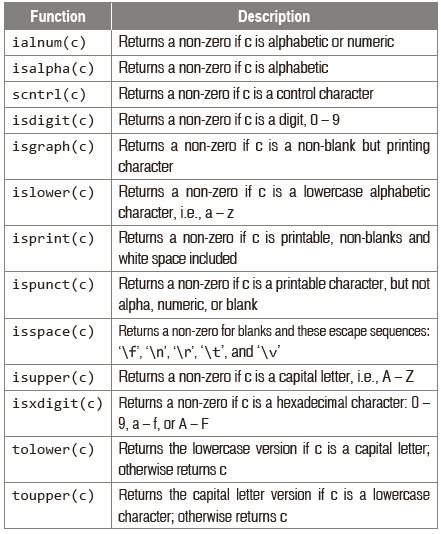 Function Description
ialnum(c) Returns a non-zero if c is alphabetic or numeric
isalpha(c) Returns a non-zero if c is alphabetic
scntrl(c) Returns a non-zero if c is a control character
isdigit(c) Returns a non-zero if c is a digit, 0 – 9
isgraph(c) Returns a non-zero if c is a non-blank but printing
character
islower(c) Returns a non-zero if c is a lowercase alphabetic
character, i.e., a – z
isprint(c) Returns a non-zero if c is printable, non-blanks and
white space included
ispunct(c) Returns a non-zero if c is a printable character, but not
alpha, numeric, or blank
isspace(c) Returns a non-zero for blanks and these escape sequences:
‘\f’, ‘\n’, ‘\r’, ‘\t’, and ‘\v’
isupper(c) Returns a non-zero if c is a capital letter, i.e., A – Z
isxdigit(c) Returns a non-zero if c is a hexadecimal character: 0 –
9, a – f, or A – F
tolower(c) Returns the lowercase version if c is a capital letter;
otherwise returns c
toupper(c) Returns the capital letter version if c is a lowercase
character; otherwise returns c